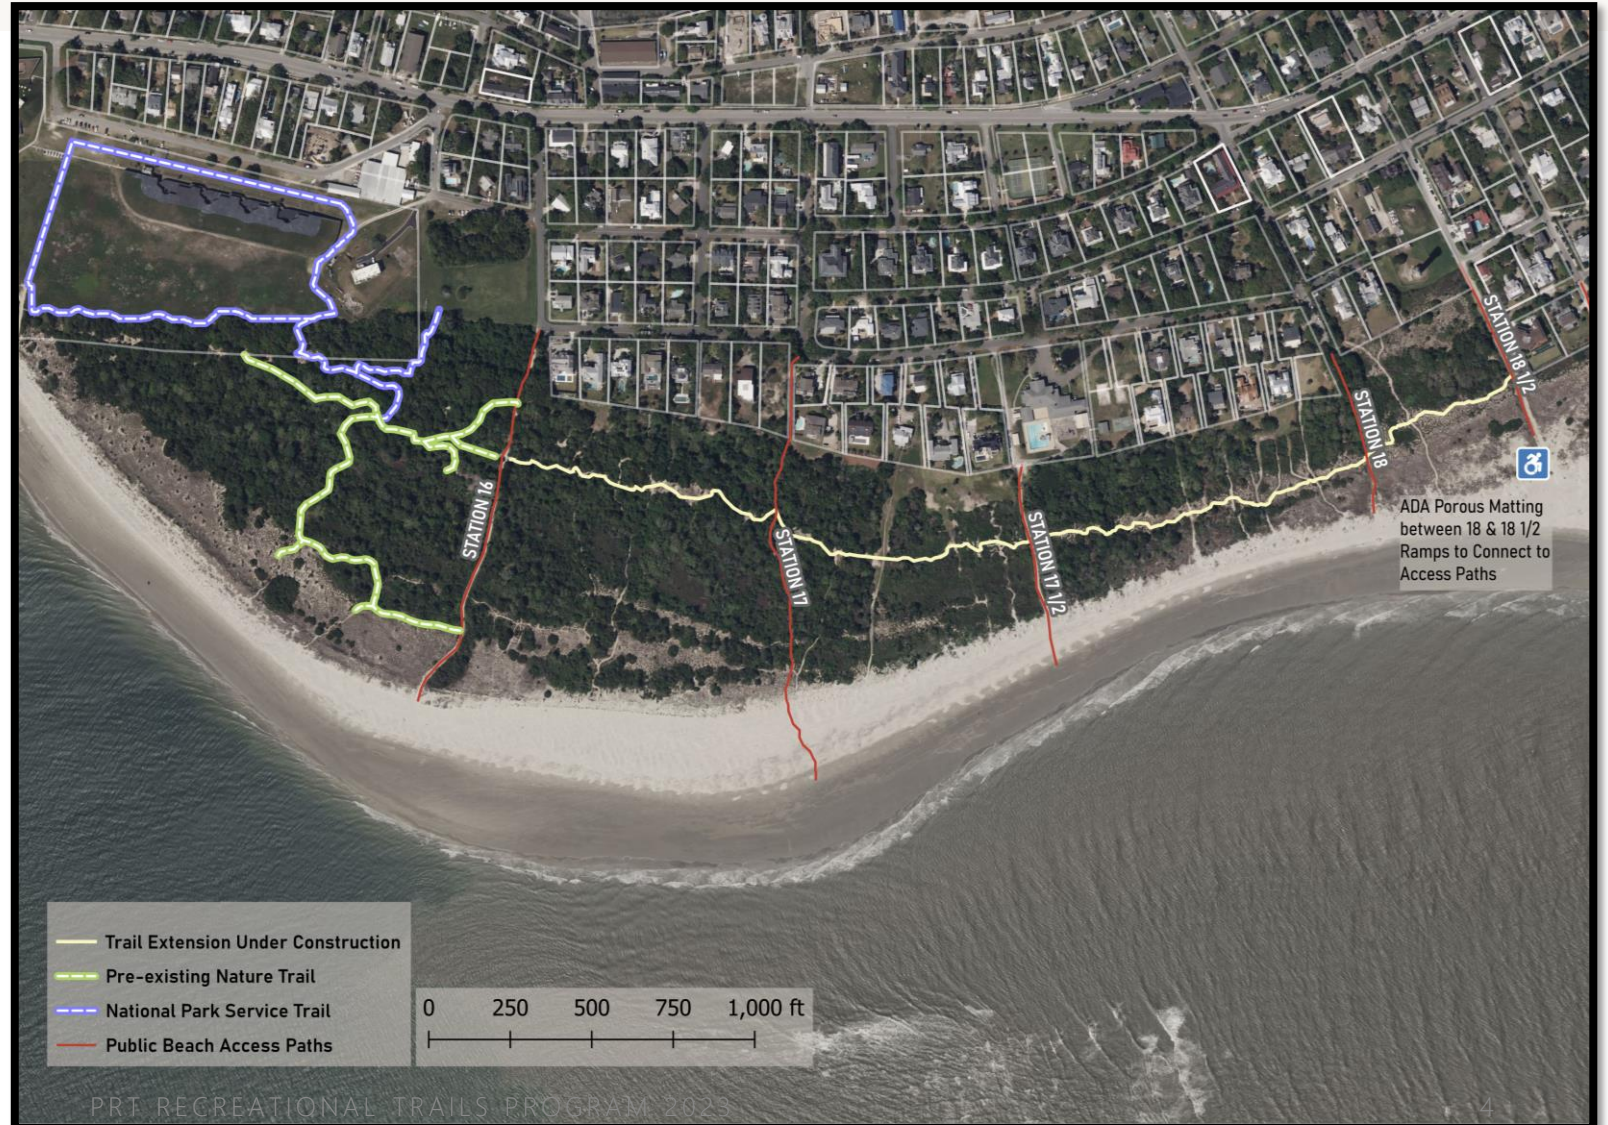 STATION 18 1/2
STATION 18
STATION 16
STATION 17
STATION 17 1/2
ADA Porous Matting
between 18 & 18 1/2
Ramps to Connect to
Access Paths
Trail Extension Under Construction
Pre-existing Nature Trail
National Park Service Trail
Public Beach Access Paths
0 250 500 750 1,000 ft
PRT RECREATIONAL TRAILS PROGRAM 2023
4